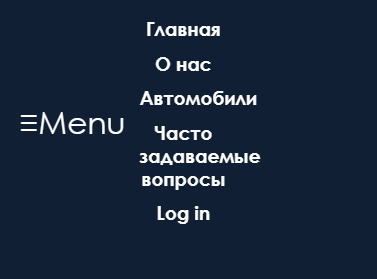 ☰Menu
Главная
О нас
Автомобили
Часто
задаваемые
вопросы
Log in